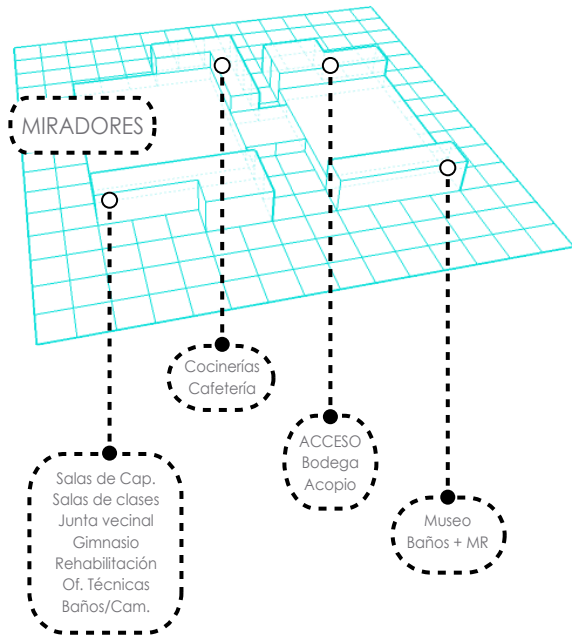 MIRADORES
Cocinerías
Cafetería
ACCESO
Bodega
Acopio
Salas de Cap.
Salas de clases
Junta vecinal
Gimnasio
Rehabilitación
Of. Técnicas
Baños/Cam.
Museo
Baños + MR